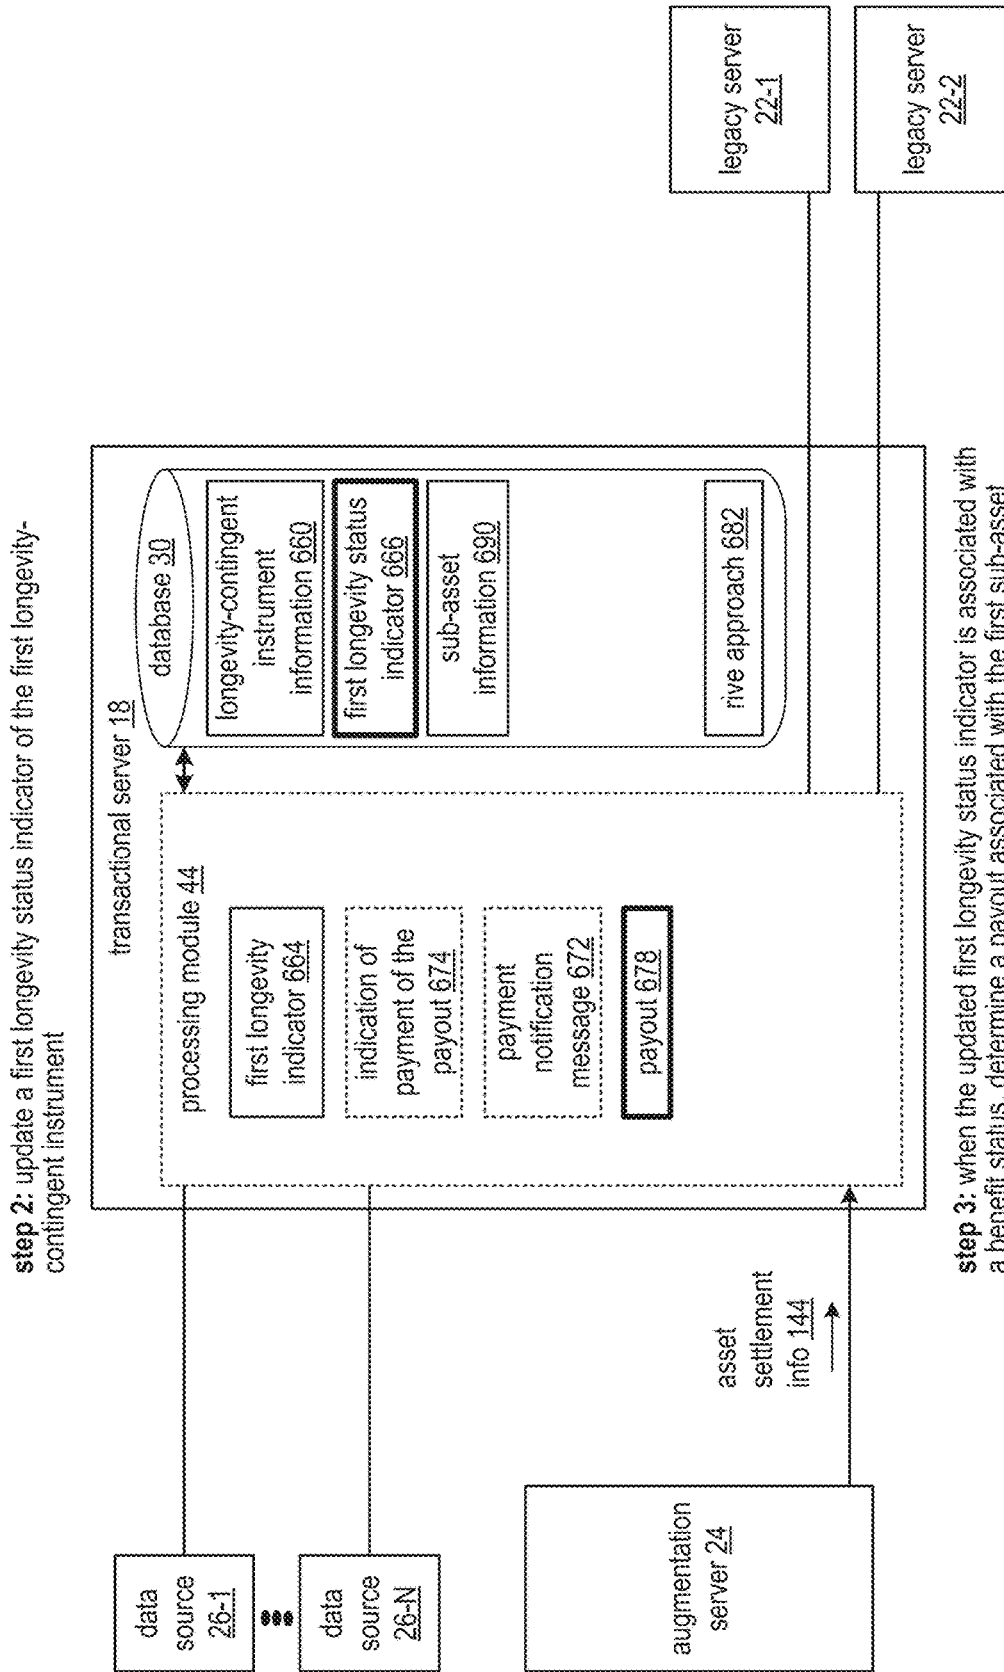 step 2: update a first longevity status indicator of the first longevity-
contingent instrument
transactional server 18
processing module 44
first longevity
indicator 664
indication of
payment of the
payout 674
payment
notification
message 672
payout 678
database 30
longevity-contingent
instrument
information 660
first longevity status
indicator 666
sub-asset
information 690
rive approach 682
data
source
26-1
data
source
26-N
augmentation
server 24
asset
settlement
info 144
legacy server
22-1
legacy server
22-2
step 3: when the updated first longevity status indicator is associated with
a benefit status, determine a payout associated with the first sub-asset